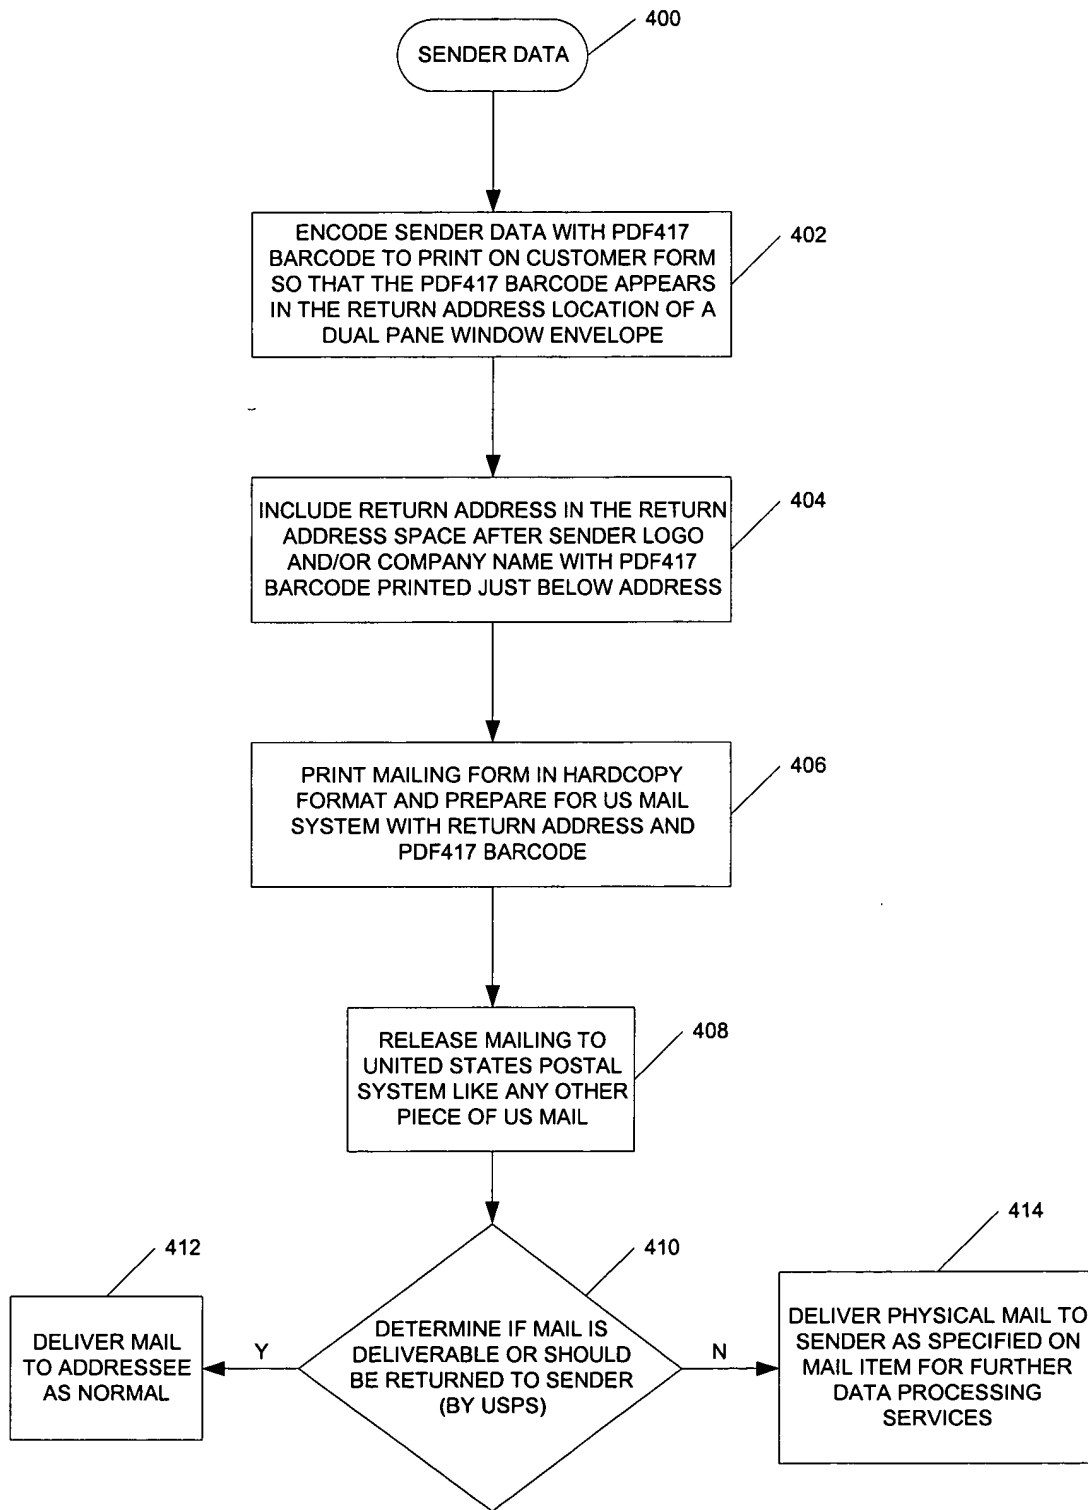 400
SENDER DATA
402
ENCODE SENDER DATA WITH PDF417
BARCODE TO PRINT ON CUSTOMER FORM
SO THAT THE PDF417 BARCODE APPEARS
IN THE RETURN ADDRESS LOCATION OF A
DUAL PANE WINDOW ENVELOPE
404
INCLUDE RETURN ADDRESS IN THE RETURN
ADDRESS SPACE AFTER SENDER LOGO
AND/OR COMPANY NAME WITH PDF417
BARCODE PRINTED JUST BELOW ADDRESS
406
PRINT MAILING FORM IN HARDCOPY
FORMAT AND PREPARE FOR US MAIL
SYSTEM WITH RETURN ADDRESS AND
PDF417 BARCODE
408
RELEASE MAILING TO
UNITED STATES POSTAL
SYSTEM LIKE ANY OTHER
PIECE OF US MAIL
410
DETERMINE IF MAIL IS
DELIVERABLE OR SHOULD
BE RETURNED TO SENDER
(BY USPS)
Y
412
DELIVER MAIL
TO ADDRESSEE
AS NORMAL
N
414
DELIVER PHYSICAL MAIL TO
SENDER AS SPECIFIED ON
MAIL ITEM FOR FURTHER
DATA PROCESSING
SERVICES